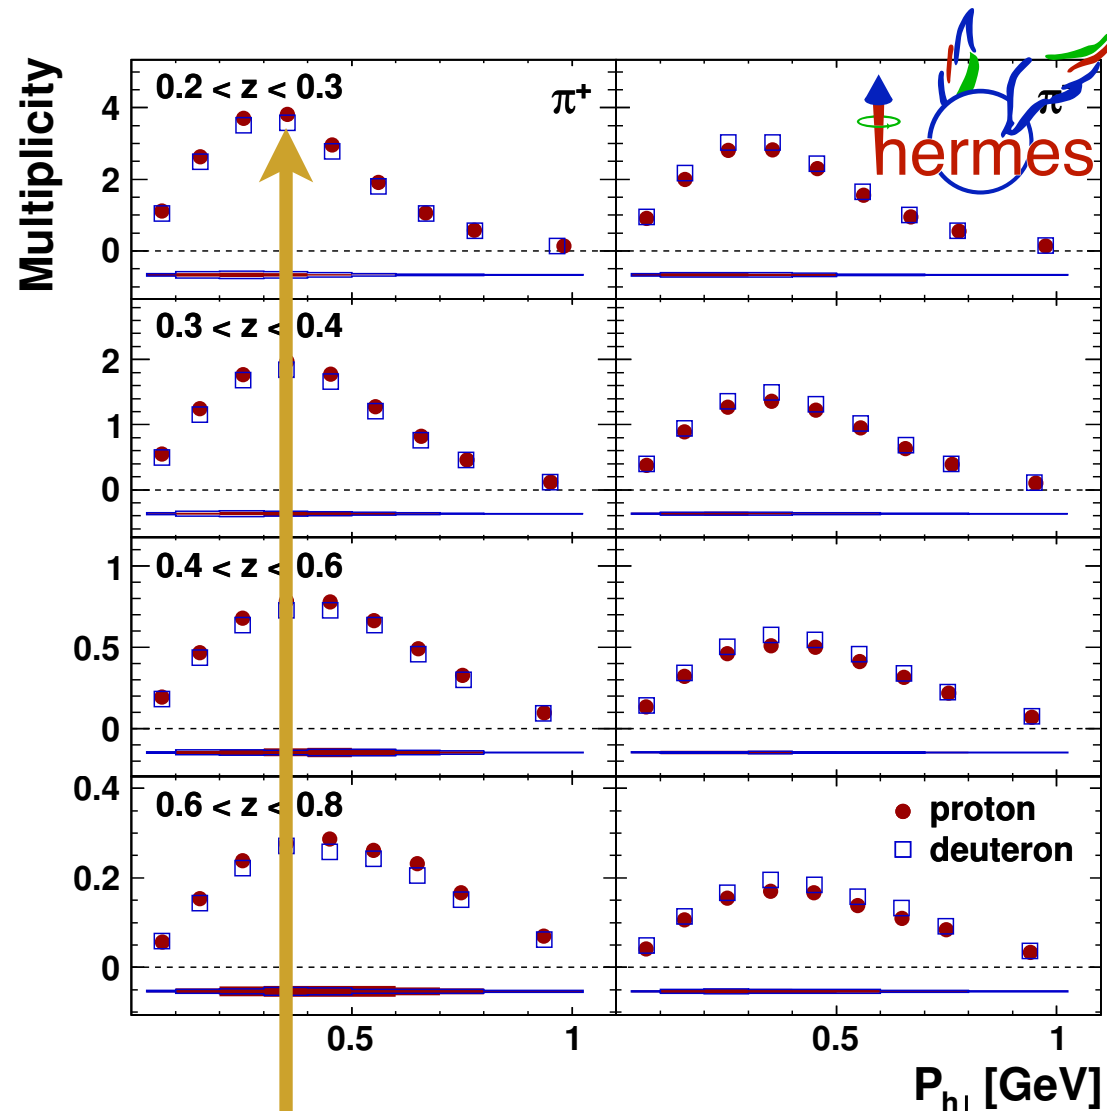 Multiplicity
0.2 < z < 0.3
π+
π
hermes
4
2
0
0.3 < z < 0.4
2
1
0
0.4 < z < 0.6
1
0.5
0
0.6 < z < 0.8
0.4
0.2
0
proton
deuteron
0.5 1 0.5 1
P_h⊥ [GeV]